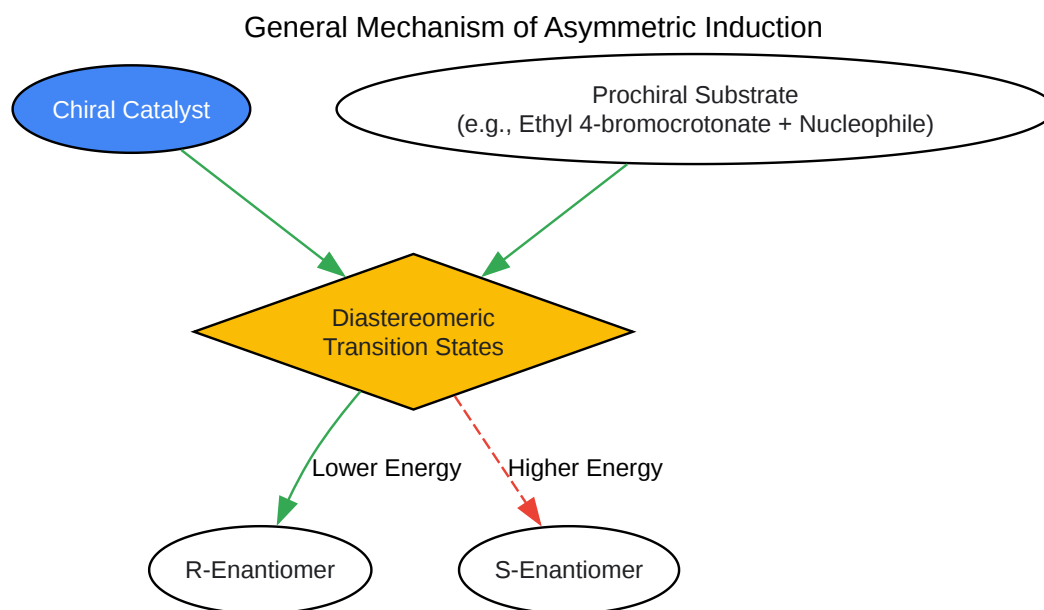 General Mechanism of Asymmetric Induction
Chiral Catalyst
Prochiral Substrate
(e.g., Ethyl 4-bromocrotonate + Nucleophile)
Diastereomeric
Transition States
Lower Energy
Higher Energy
R-Enantiomer
S-Enantiomer